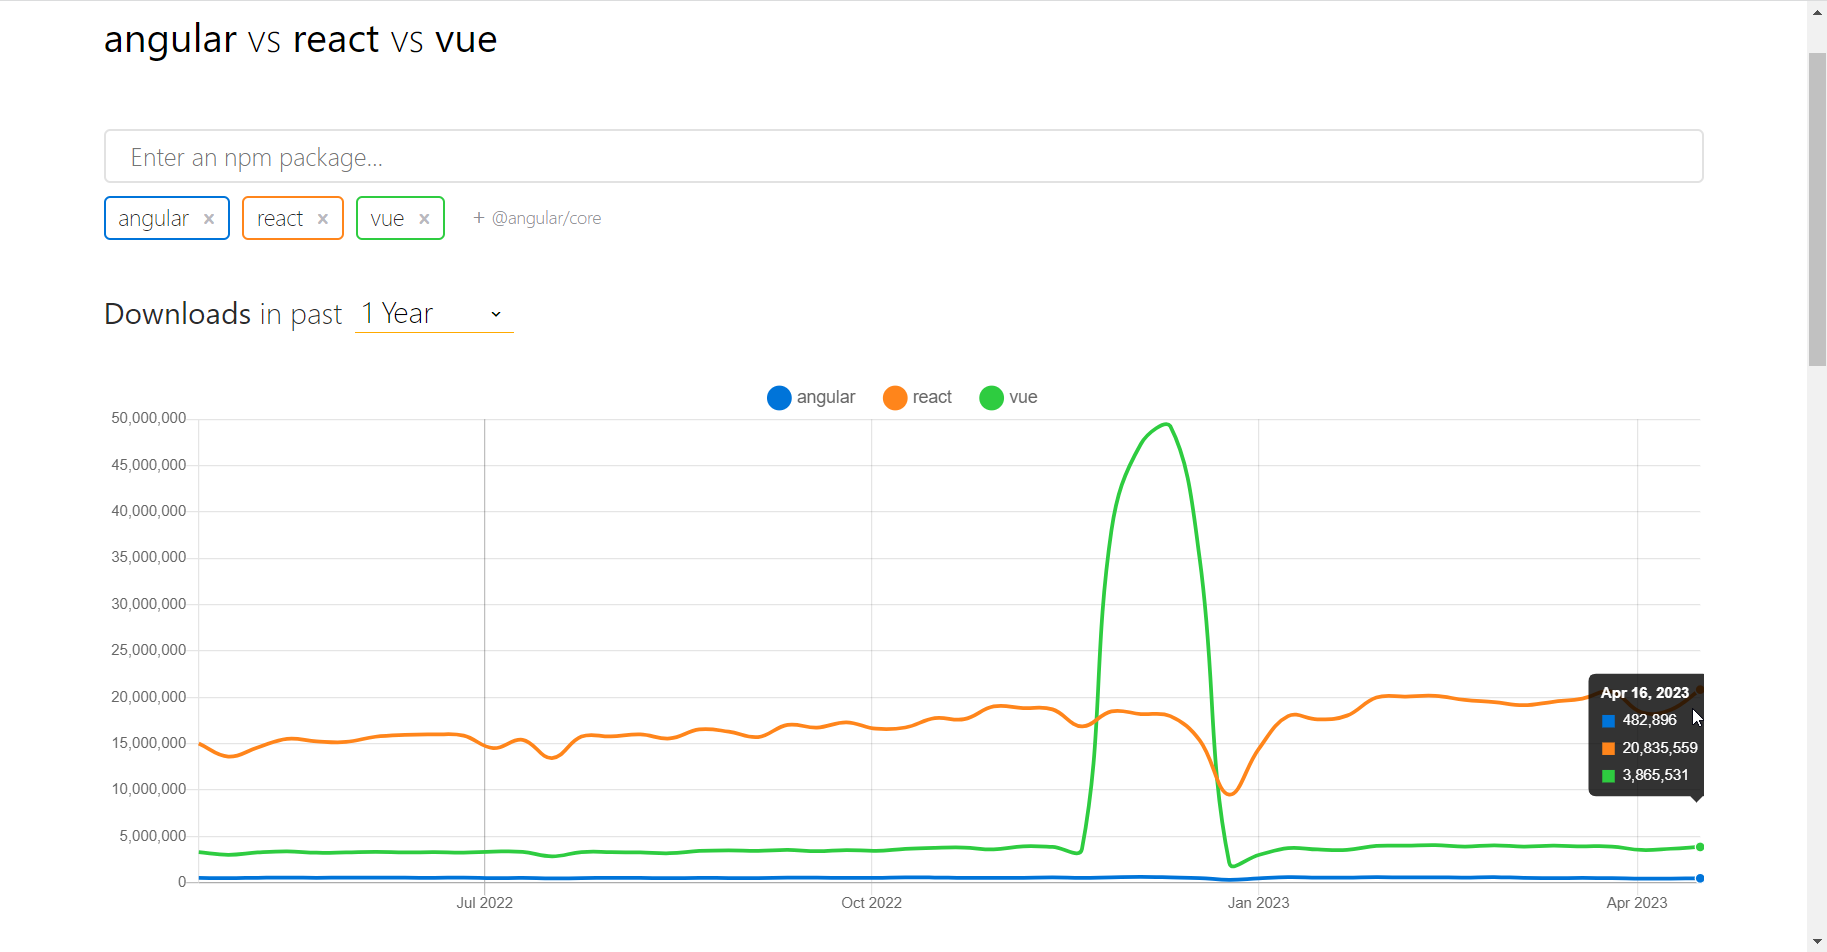 angular vs react vs vue
Enter an npm package...
angular × react × vue × + @angular/core
Downloads in past 1 Year
angular react vue
50,000,000
45,000,000
40,000,000
35,000,000
30,000,000
25,000,000
20,000,000
15,000,000
10,000,000
5,000,000
0
Apr 16, 2023
482,896
20,835,559
3,865,531
Jul 2022 Oct 2022 Jan 2023 Apr 2023